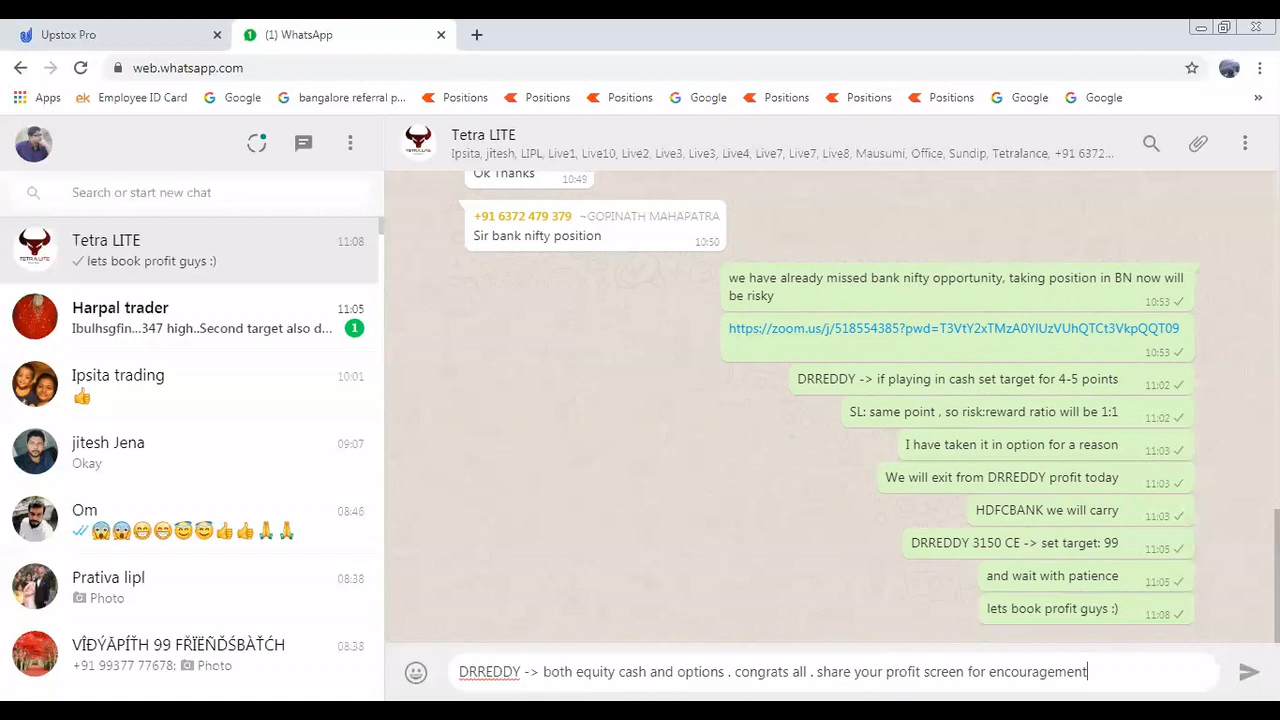 Upstox Pro
(1) WhatsApp
web.whatsapp.com
Apps
ek Employee ID Card
Google
bangalore referral p...
Positions
Positions
Positions
Google
Positions
Positions
Positions
Google
Google
Search or start new chat
Tetra LITE
11:08
lets book profit guys :)
Harpal trader
11:05
Ibulhsgfin...347 high..Second target also d...
1
Ipsita trading
10:01
jitesh Jena
09:07
Okay
Om
08:46
Prativa lipl
08:38
Photo
VÎĐÝĂPÍŤH 99 FŘÏËÑĎŚBÀŤĆH
08:38
+91 99377 77678: Photo
Tetra LITE
Ipsita, jitesh, LIPL, Live1, Live10, Live2, Live3, Live3, Live4, Live7, Live7, Live8, Mausumi, Office, Sundip, Tetralance, +91 6372...
Ok Thanks
10:49
+91 6372 479 379 ~GOPINATH MAHAPATRA
Sir bank nifty position
10:50
we have already missed bank nifty opportunity, taking position in BN now will
be risky
10:53
https://zoom.us/j/518554385?pwd=T3VtY2xTMzA0YlUzVUhQTCt3VkpQQT09
10:53
DRREDDY -> if playing in cash set target for 4-5 points
11:02
SL: same point , so risk:reward ratio will be 1:1
11:02
I have taken it in option for a reason
11:03
We will exit from DRREDDY profit today
11:03
HDFCBANK we will carry
11:03
DRREDDY 3150 CE -> set target: 99
11:05
and wait with patience
11:05
lets book profit guys :)
11:08
DRREDDY -> both equity cash and options . congrats all . share your profit screen for encouragement